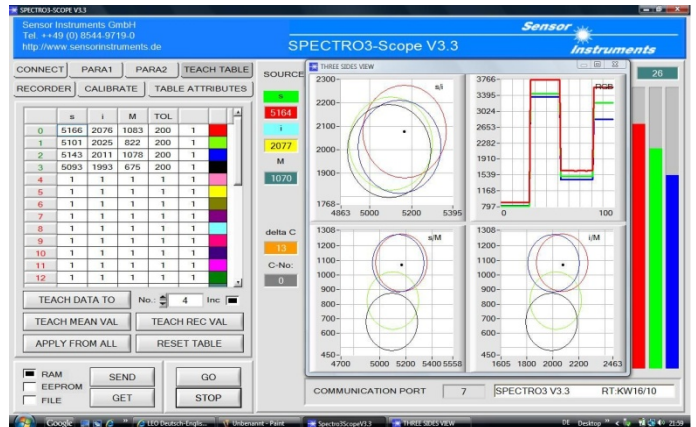 SPECTRO3-SCOPE V3.3
Sensor Instruments GmbH
Tel. ++49 (0) 8544-9719-0
http://www.sensorinstruments.de
SPECTRO3-Scope V3.3
Sensor
Instruments
CONNECT PARA1 PARA2 TEACH TABLE
RECORDER CALIBRATE TABLE ATTRIBUTES
s i M TOL
0 5166 2076 1083 200 1
1 5101 2025 822 200 1
2 5143 2011 1078 200 1
3 5093 1993 675 200 1
4 1 1 1 1 1
5 1 1 1 1 1
6 1 1 1 1 1
7 1 1 1 1 1
8 1 1 1 1 1
9 1 1 1 1 1
10 1 1 1 1 1
11 1 1 1 1 1
12 1 1 1 1 1
TEACH DATA TO No.: 4 Inc
TEACH MEAN VAL TEACH REC VAL
APPLY FROM ALL RESET TABLE
RAM
EEPROM
FILE
SEND GO
GET STOP
SOURCE
s
5164
i
2077
M
1070
delta C
13
C-No:
0
THREE SIDES VIEW
2300-
2200-
2100-
2000-
1900-
1768-
4863 5000 5200 5395
s/i
3766-
3395-
3024-
2653-
2282-
1910-
1539-
1168-
797-
0 100
RGB
1308-
1200-
1100-
1000-
900-
800-
700-
600-
450-
4700 5000 5200 5400 5558
s/M
1308-
1200-
1100-
1000-
900-
800-
700-
600-
450-
1605 1800 2000 2200 2463
i/M
26
COMMUNICATION PORT 7 SPECTRO3 V3.3 RT:KW16/10
Google
LEO Deutsch-Englis...
Unbenannt - Paint
Spectro3ScopeV3.3
THREE SIDES VIEW
DE Desktop
21:59